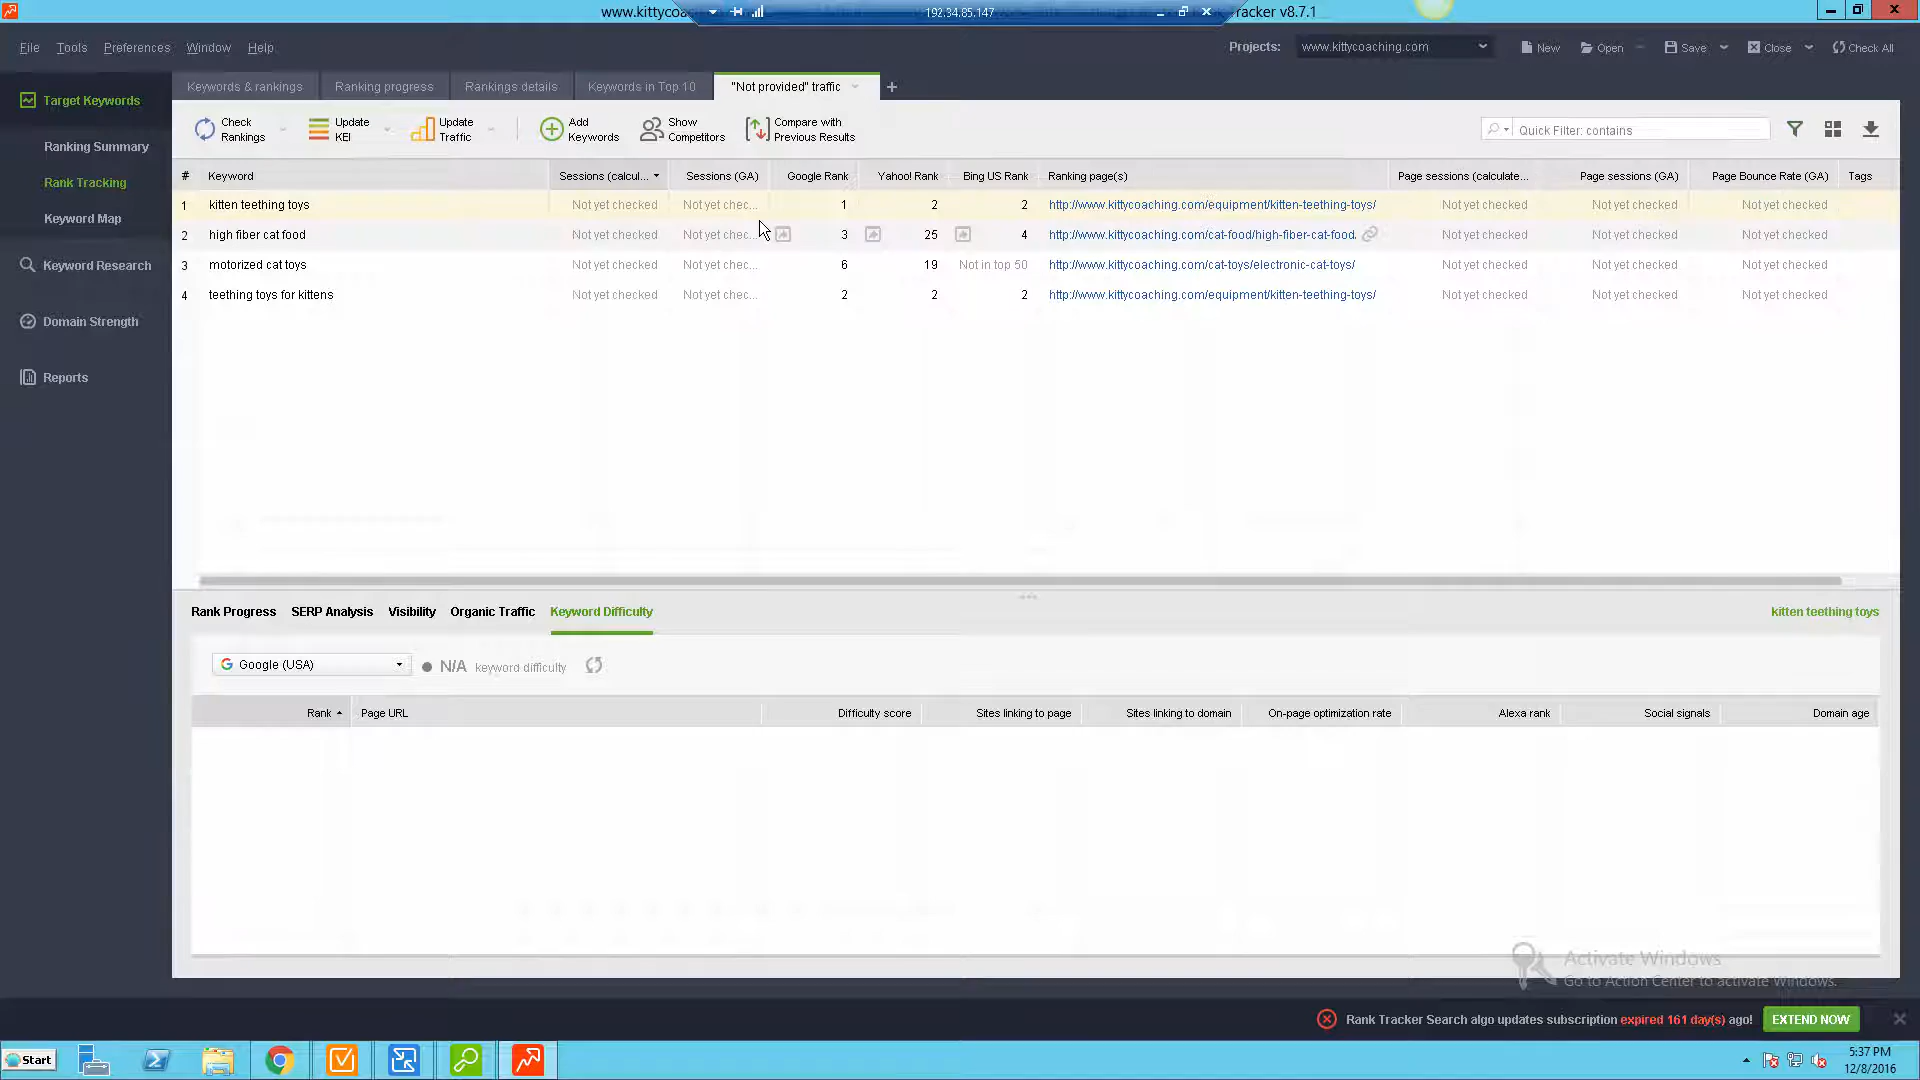 www.kittycoac
192.34.85.147
racker v8.7.1
File Tools Preferences Window Help
Projects: www.kittycoaching.com New Open Save Close Check All
Target Keywords
Ranking Summary
Rank Tracking
Keyword Map
Keyword Research
Domain Strength
Reports
Keywords & rankings Ranking progress Rankings details Keywords in Top 10 "Not provided" traffic
Check Rankings
Update KEI
Update Traffic
Add Keywords
Show Competitors
Compare with Previous Results
Quick Filter: contains
# Keyword Sessions (calcul... Sessions (GA) Google Rank Yahoo! Rank Bing US Rank Ranking page(s) Page sessions (calculate... Page sessions (GA) Page Bounce Rate (GA) Tags
1 kitten teething toys Not yet checked Not yet chec... 1 2 2 http://www.kittycoaching.com/equipment/kitten-teething-toys/ Not yet checked Not yet checked Not yet checked
2 high fiber cat food Not yet checked Not yet chec... 3 25 4 http://www.kittycoaching.com/cat-food/high-fiber-cat-food. Not yet checked Not yet checked Not yet checked
3 motorized cat toys Not yet checked Not yet chec... 6 19 Not in top 50 http://www.kittycoaching.com/cat-toys/electronic-cat-toys/ Not yet checked Not yet checked Not yet checked
4 teething toys for kittens Not yet checked Not yet chec... 2 2 2 http://www.kittycoaching.com/equipment/kitten-teething-toys/ Not yet checked Not yet checked Not yet checked
Rank Progress SERP Analysis Visibility Organic Traffic Keyword Difficulty kitten teething toys
Google (USA) N/A keyword difficulty
Rank Page URL Difficulty score Sites linking to page Sites linking to domain On-page optimization rate Alexa rank Social signals Domain age
Activate Windows
Go to Action Center to activate Windows.
Rank Tracker Search algo updates subscription expired 161 day(s) ago! EXTEND NOW
Start
5:37 PM
12/8/2016